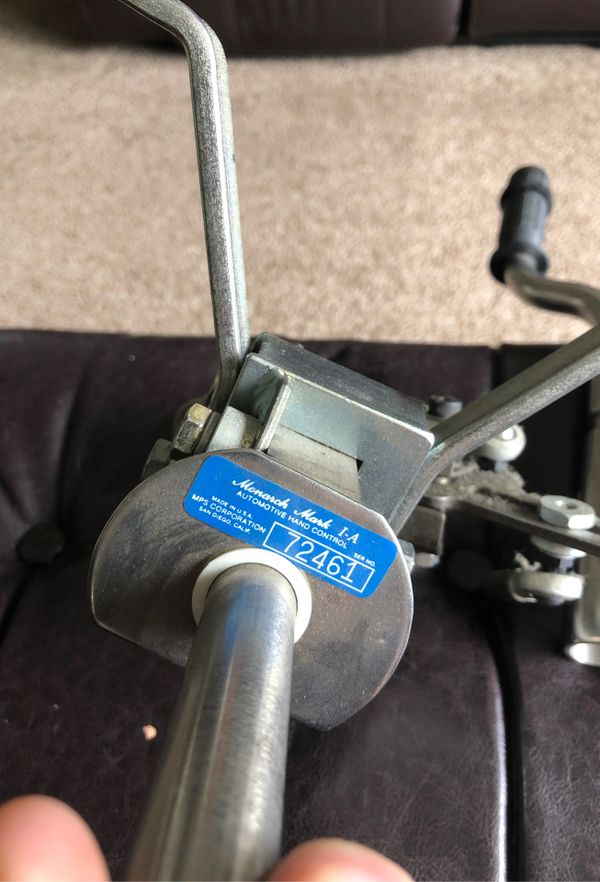 Monarch Mark I-A
AUTOMOTIVE HAND CONTROL
MADE IN U.S.A.
MPS CORPORATION
SAN DIEGO, CALIF.
SER NO.
72461